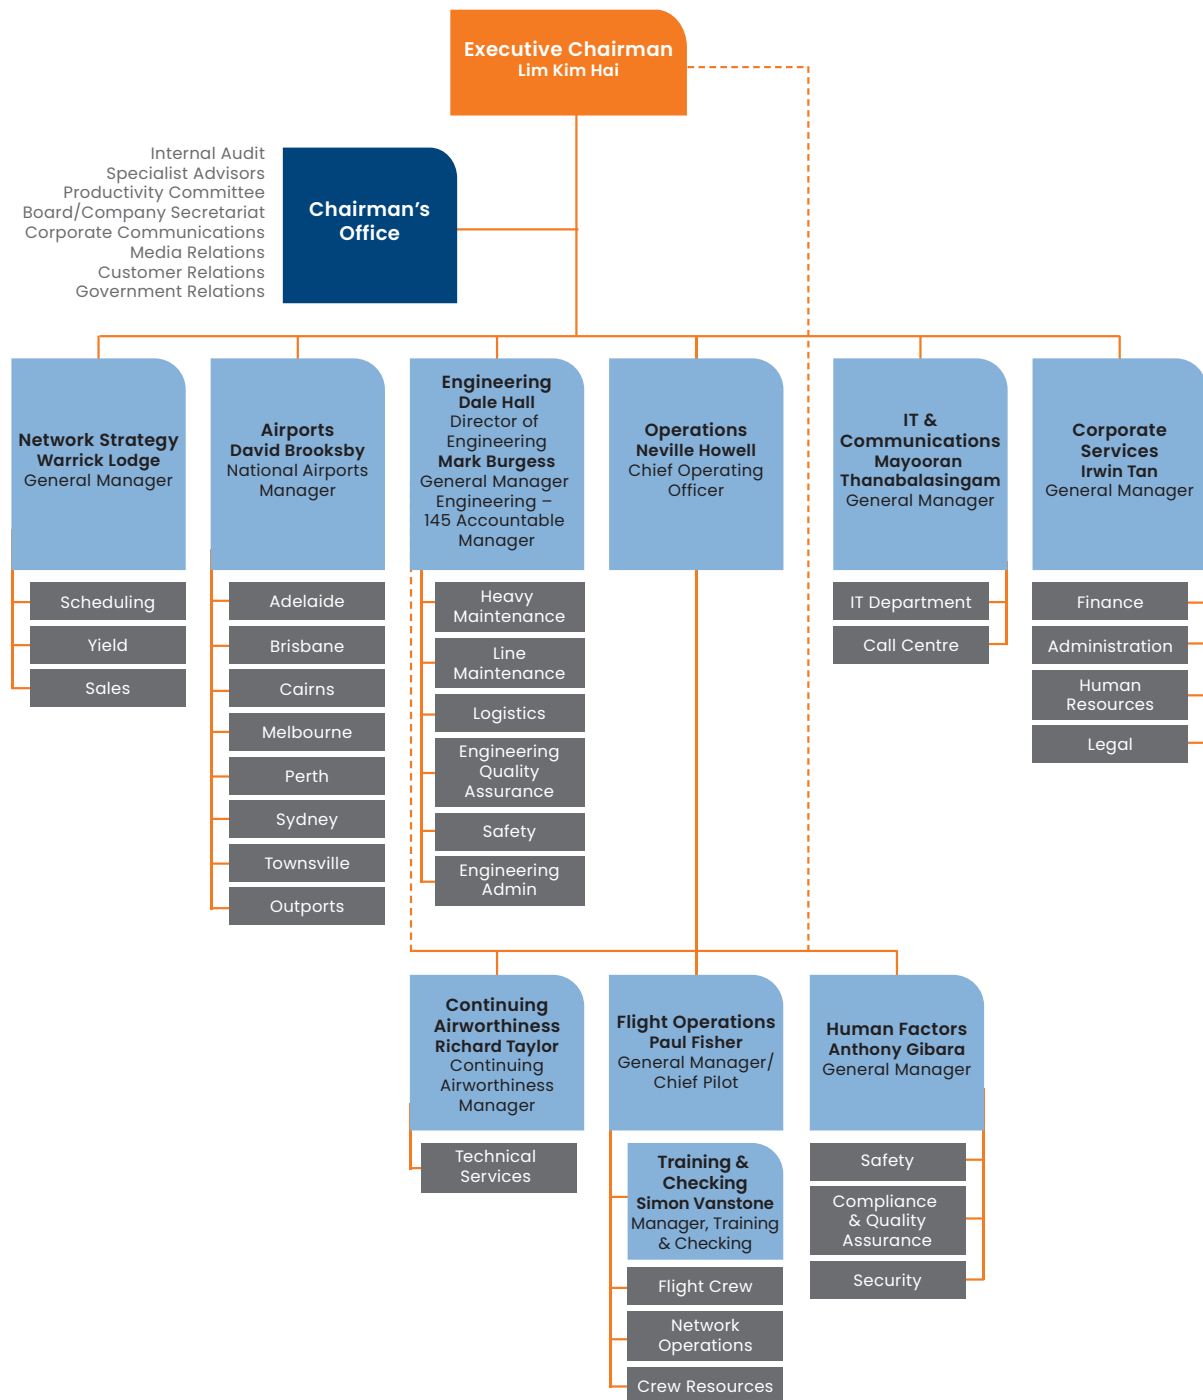 Executive Chairman
Lim Kim Hai
Internal Audit
Specialist Advisors
Productivity Committee
Board/Company Secretariat
Corporate Communications
Media Relations
Customer Relations
Government Relations
Chairman's
Office
Network Strategy
Warrick Lodge
General Manager
Scheduling
Yield
Sales
Airports
David Brooksby
National Airports
Manager
Adelaide
Brisbane
Cairns
Melbourne
Perth
Sydney
Townsville
Outports
Engineering
Dale Hall
Director of
Engineering
Mark Burgess
General Manager
Engineering –
145 Accountable
Manager
Heavy
Maintenance
Line
Maintenance
Logistics
Engineering
Quality
Assurance
Safety
Engineering
Admin
Operations
Neville Howell
Chief Operating
Officer
IT &
Communications
Mayooran
Thanabalasingam
General Manager
IT Department
Call Centre
Corporate
Services
Irwin Tan
General Manager
Finance
Administration
Human
Resources
Legal
Continuing
Airworthiness
Richard Taylor
Continuing
Airworthiness
Manager
Technical
Services
Flight Operations
Paul Fisher
General Manager/
Chief Pilot
Training &
Checking
Simon Vanstone
Manager, Training
& Checking
Flight Crew
Network
Operations
Crew Resources
Human Factors
Anthony Gibara
General Manager
Safety
Compliance
& Quality
Assurance
Security